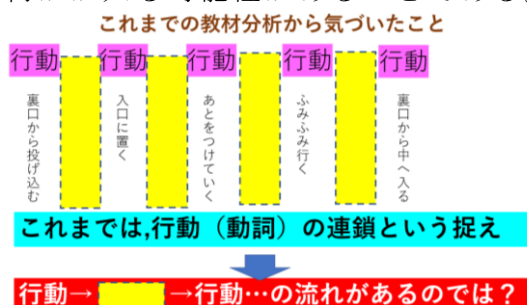 これまでの教材分析から気づいたこと
行動 行動 行動 行動 行動
裏口から投げ込む
入口に置く
あとをつけていく
ふみふみ行く
裏口から中へ入る
これまでは,行動（動詞）の連鎖という捉え
行動→ →行動…の流れがあるのでは？